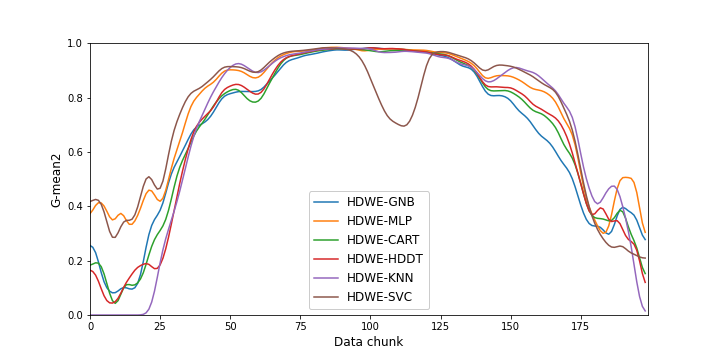 1.0
0.8
0.6
0.4
0.2
0.0
G-mean2
HDWE-GNB
HDWE-MLP
HDWE-CART
HDWE-HDDT
HDWE-KNN
HDWE-SVC
0 25 50 75 100 125 150 175
Data chunk